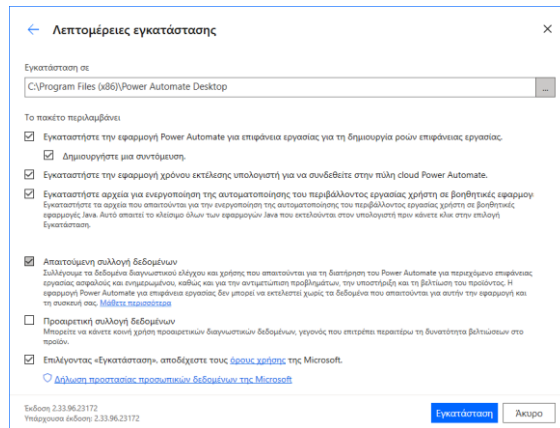 Λεπτομέρειες εγκατάστασης
Εγκατάσταση σε
C:\Program Files (x86)\Power Automate Desktop
...
Το πακέτο περιλαμβάνει
Εγκαταστήστε την εφαρμογή Power Automate για επιφάνεια εργασίας για τη δημιουργία ροών επιφάνειας εργασίας.
Δημιουργήστε μια συντόμευση.
Εγκαταστήστε την εφαρμογή χρόνου εκτέλεσης υπολογιστή για να συνδεθείτε στην πύλη cloud Power Automate.
Εγκαταστήστε αρχεία για ενεργοποίηση της αυτοματοποίησης του περιβάλλοντος εργασίας χρήστη σε βοηθητικές εφαρμογ
Εγκαταστήστε τα αρχεία που απαιτούνται για την ενεργοποίηση της αυτοματοποίησης του περιβάλλοντος εργασίας χρήστη σε βοηθητικές
εφαρμογές Java. Αυτό απαιτεί το κλείσιμο όλων των εφαρμογών Java που εκτελούνται στον υπολογιστή πριν κάνετε κλικ στην επιλογή
Εγκατάσταση.
Απαιτούμενη συλλογή δεδομένων
Συλλέγουμε τα δεδομένα διαγνωστικού ελέγχου και χρήσης που απαιτούνται για τη διατήρηση του Power Automate για περιεχόμενο επιφάνειας
εργασίας ασφαλούς και ενημερωμένου, καθώς και για την αντιμετώπιση προβλημάτων, την υποστήριξη και τη βελτίωση του προϊόντος. Η
εφαρμογή Power Automate για επιφάνεια εργασίας δεν μπορεί να εκτελεστεί χωρίς τα δεδομένα που απαιτούνται για αυτήν την εφαρμογή και
τη συσκευή σας. Μάθετε περισσότερα
Προαιρετική συλλογή δεδομένων
Μπορείτε να κάνετε κοινή χρήση προαιρετικών διαγνωστικών δεδομένων, γεγονός που επιτρέπει περαιτέρω τη δυνατότητα βελτιώσεων στο
προϊόν.
Επιλέγοντας «Εγκατάσταση», αποδέχεστε τους όρους χρήσης της Microsoft.
Δήλωση προστασίας προσωπικών δεδομένων της Microsoft
Έκδοση 2.33.96.23172
Υπάρχουσα έκδοση: 2.33.96.23172
Εγκατάσταση
Άκυρο